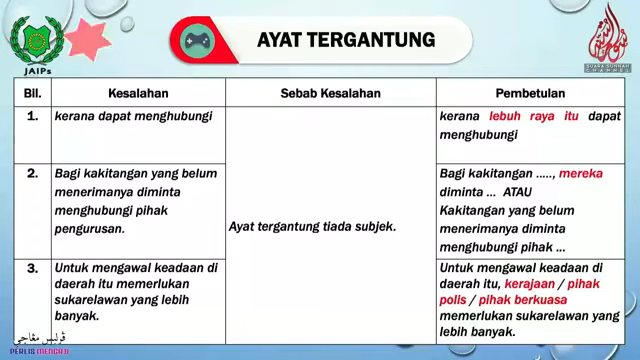 AYAT TERGANTUNG
JAIPs
SUARA SUNNAH
CHANNEL
Bil. Kesalahan Sebab Kesalahan Pembetulan
1. kerana dapat menghubungi
kerana lebuh raya itu dapat
menghubungi
2. Bagi kakitangan yang belum
menerimanya diminta
menghubungi pihak
pengurusan.
Ayat tergantung tiada subjek.
Bagi kakitangan ....., mereka
diminta ... ATAU
Kakitangan yang belum
menerimanya diminta
menghubungi pihak ...
3. Untuk mengawal keadaan di
daerah itu memerlukan
sukarelawan yang lebih
banyak.
Untuk mengawal keadaan di
daerah itu, kerajaan / pihak
polis / pihak berkuasa
memerlukan sukarelawan yang
lebih banyak.
ڤرليس مڠاجي
PERLIS MENGAJI